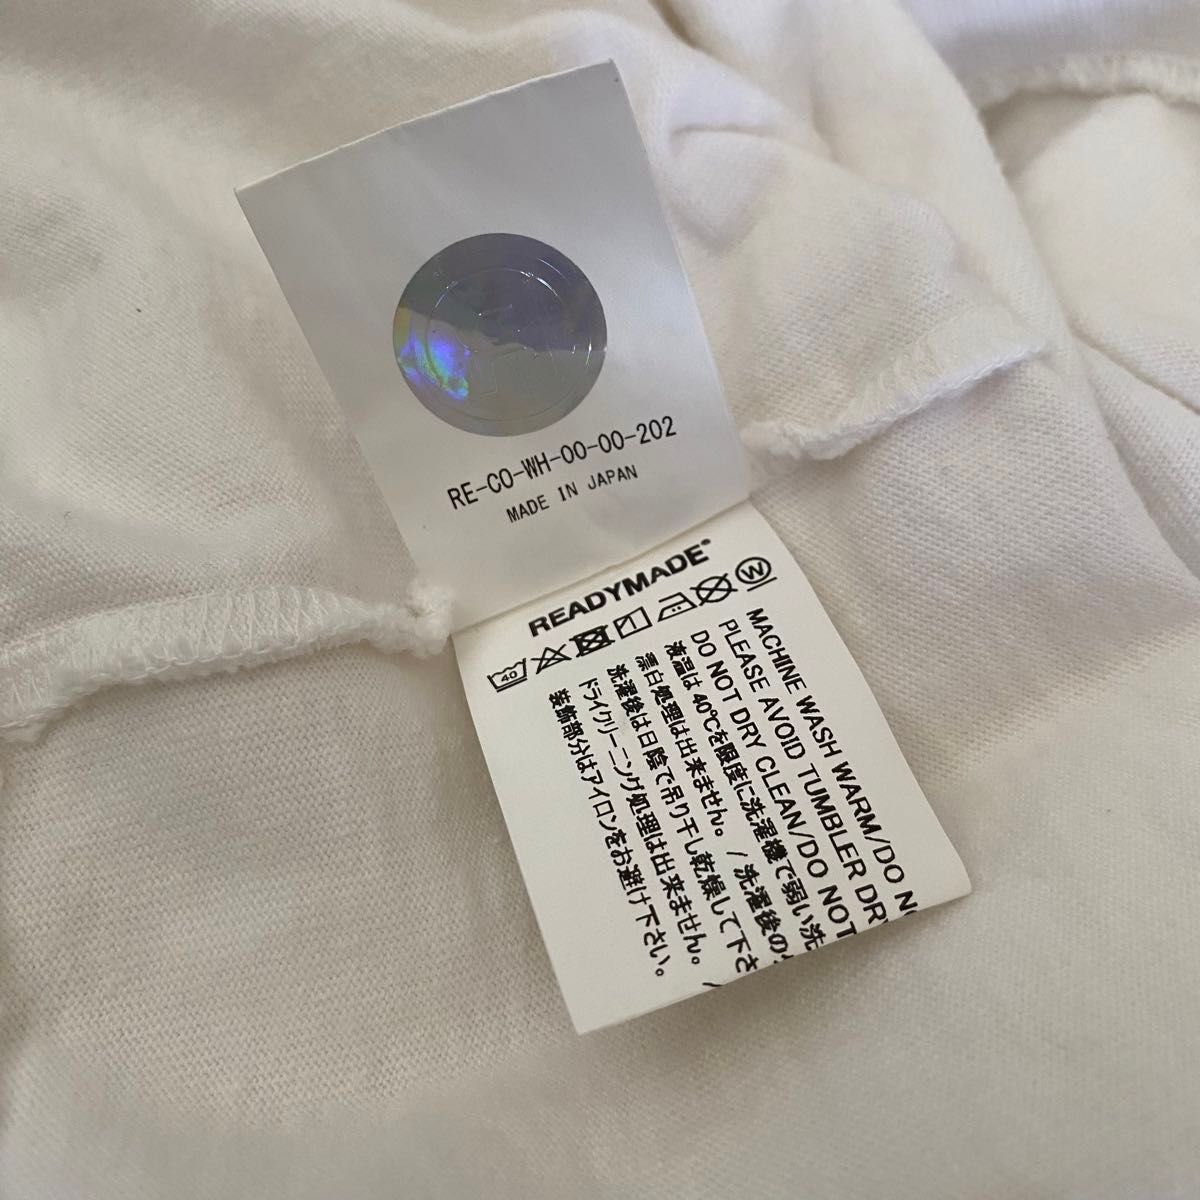 RE-CO-WH-00-00-202
MADE IN JAPAN
READYMADE
40
W
MACHINE WASH WARM/DO
PLEASE AVOID TUMBLER DRY
DO NOT DRY CLEAN/DO NOT
液温は 40℃を限度に洗濯機で弱い洗
漂白処理は出来ません。/ 洗濯後の
洗濯後は日陰で吊り干し乾燥して下さ
ドライクリーニング処理は出来ません。/
装飾部分はアイロンをお避け下さい。